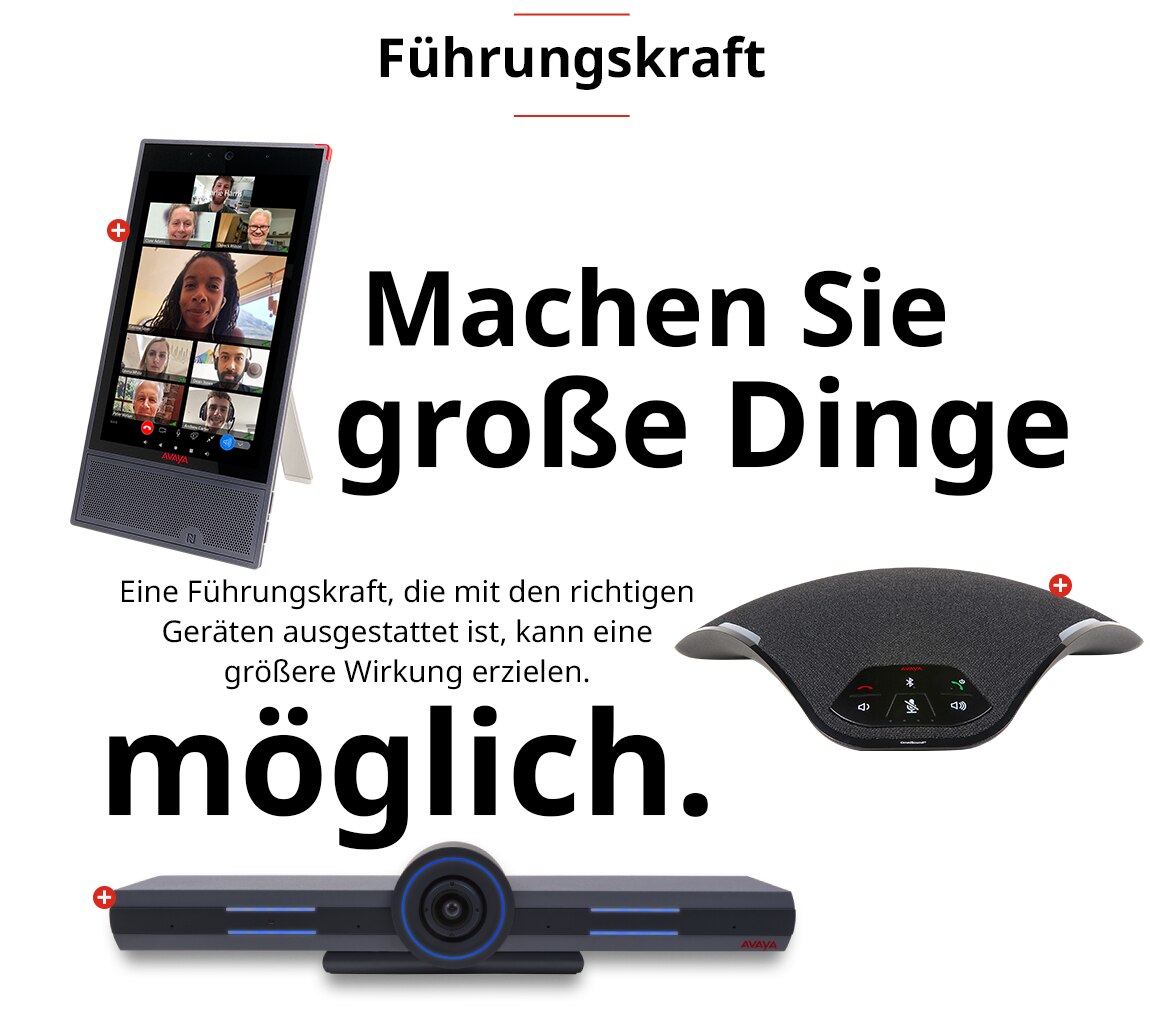 Führungskraft
Machen Sie
große Dinge
AVAYA
Eine Führungskraft, die mit den richtigen
Geräten ausgestattet ist, kann eine
größere Wirkung erzielen.
AVAYA
möglich.
AVAYA